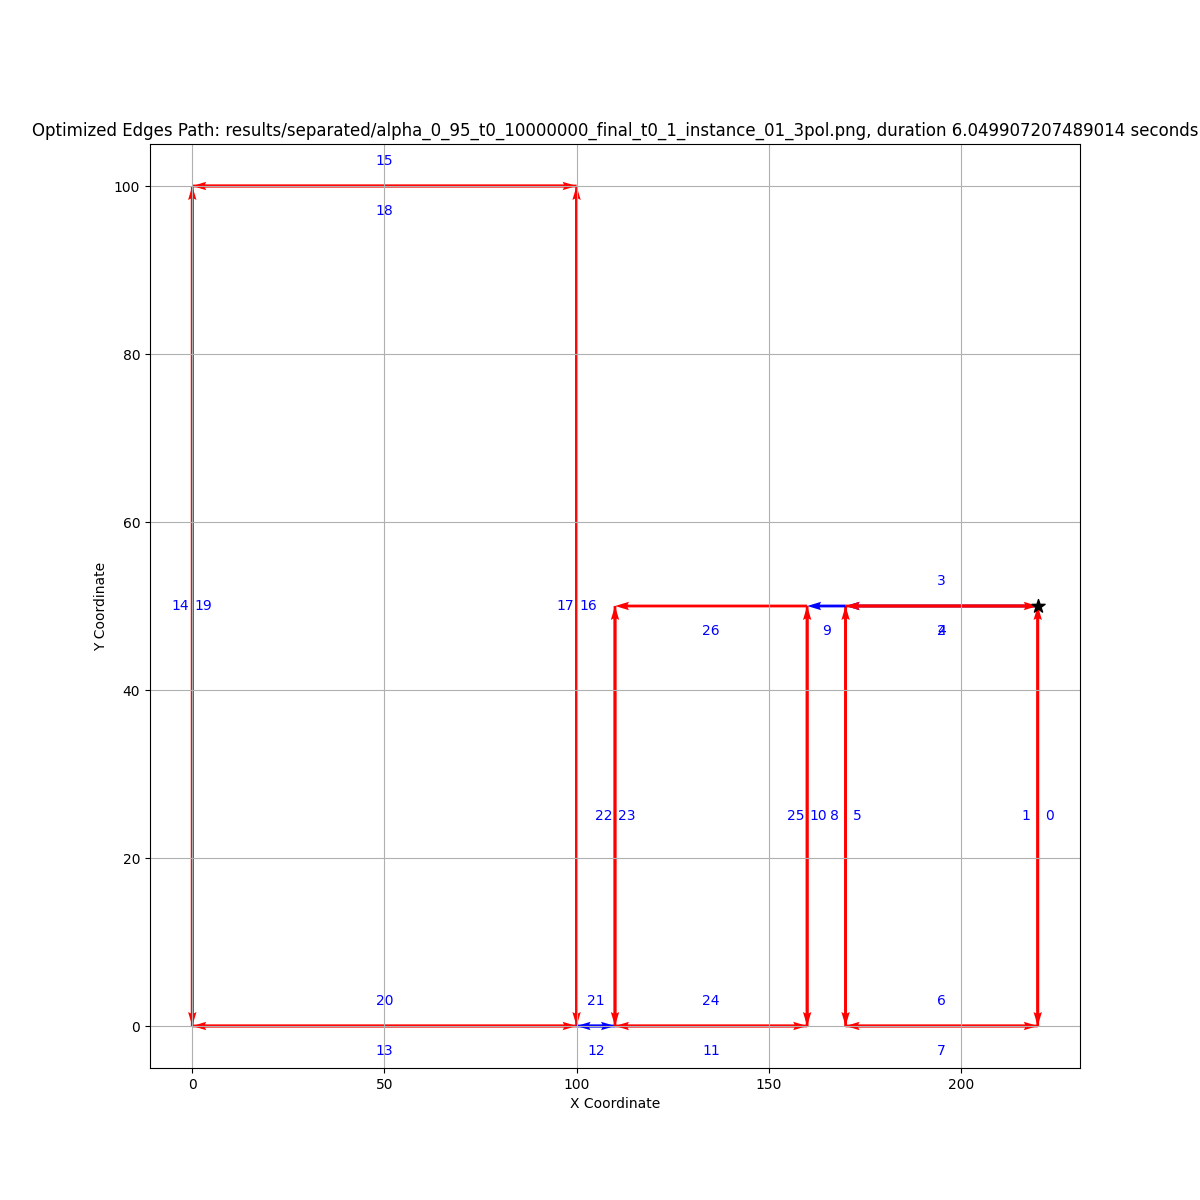 Optimized Edges Path: results/separated/alpha_0_95_t0_10000000_final_t0_1_instance_01_3pol.png, duration 6.049907207489014 seconds
15
100
18
80
60
3
14 19 17 16
26 9 2 4
40
22 23 25 10 8 5 1 0
20
20 21 24 6
0
13 12 11 7
0 50 100 150 200
X Coordinate
Y Coordinate